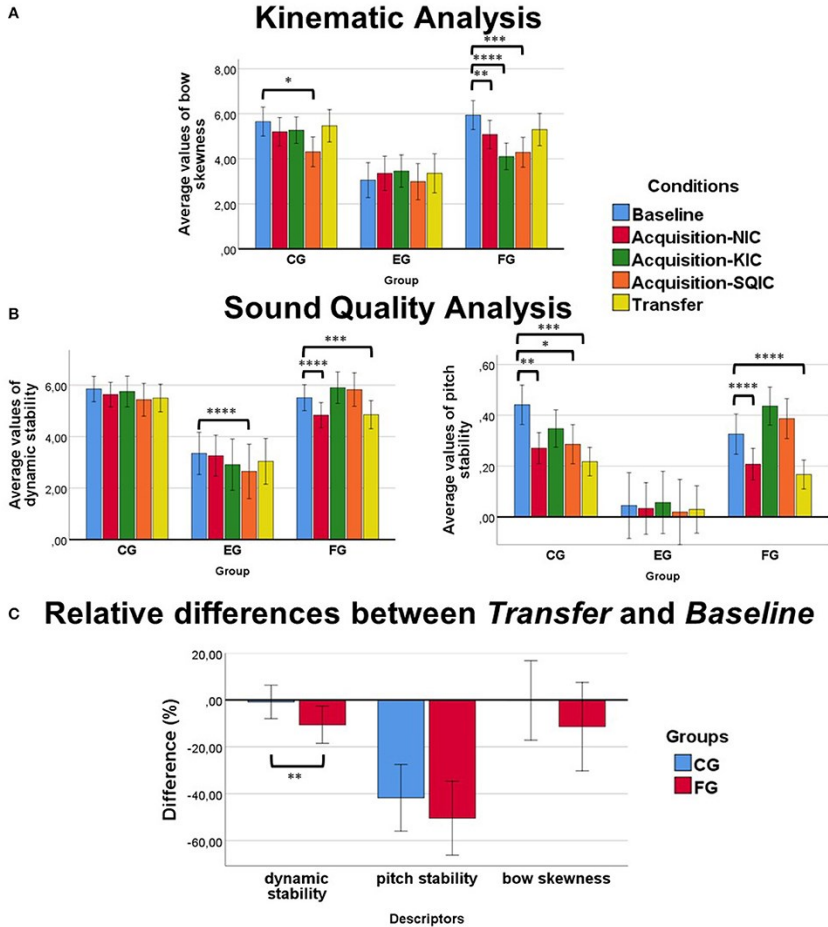 A
Kinematic Analysis
Average values of bow
skewness
8,00
6,00
4,00
2,00
,00
*
***
****
**
CG
EG
FG
Group
Conditions
Baseline
Acquisition-NIC
Acquisition-KIC
Acquisition-SQIC
Transfer
B
Sound Quality Analysis
Average values of
dynamic stability
6,00
4,00
2,00
,00
****
***
****
CG
EG
FG
Group
Average values of pitch
stability
,60
,40
,20
,00
***
*
**
****
****
CG
EG
FG
Group
C
Relative differences between Transfer and Baseline
Difference (%)
20,00
,00
-20,00
-40,00
-60,00
**
dynamic
stability
pitch stability
bow skewness
Descriptors
Groups
CG
FG